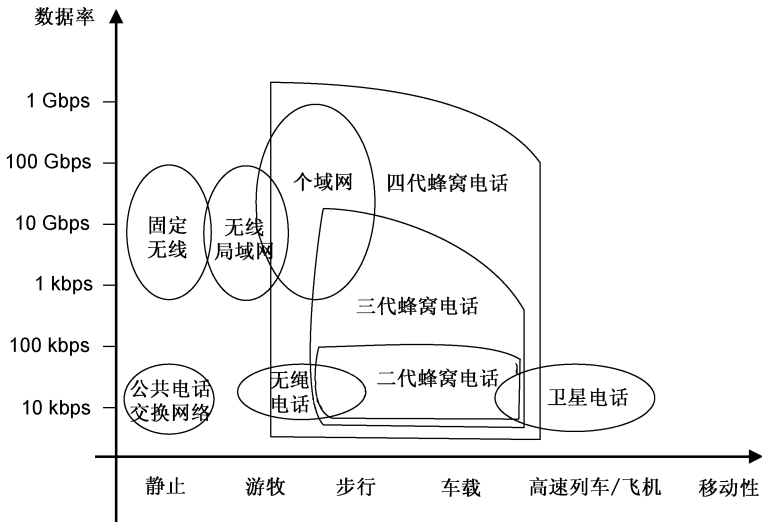 数据率
1 Gbps
100 Gbps
10 Gbps
1 kbps
100 kbps
10 kbps
固定
无线
无线
局域网
个域网
四代蜂窝电话
三代蜂窝电话
二代蜂窝电话
公共电话
交换网络
无绳
电话
卫星电话
静止
游牧
步行
车载
高速列车/飞机
移动性